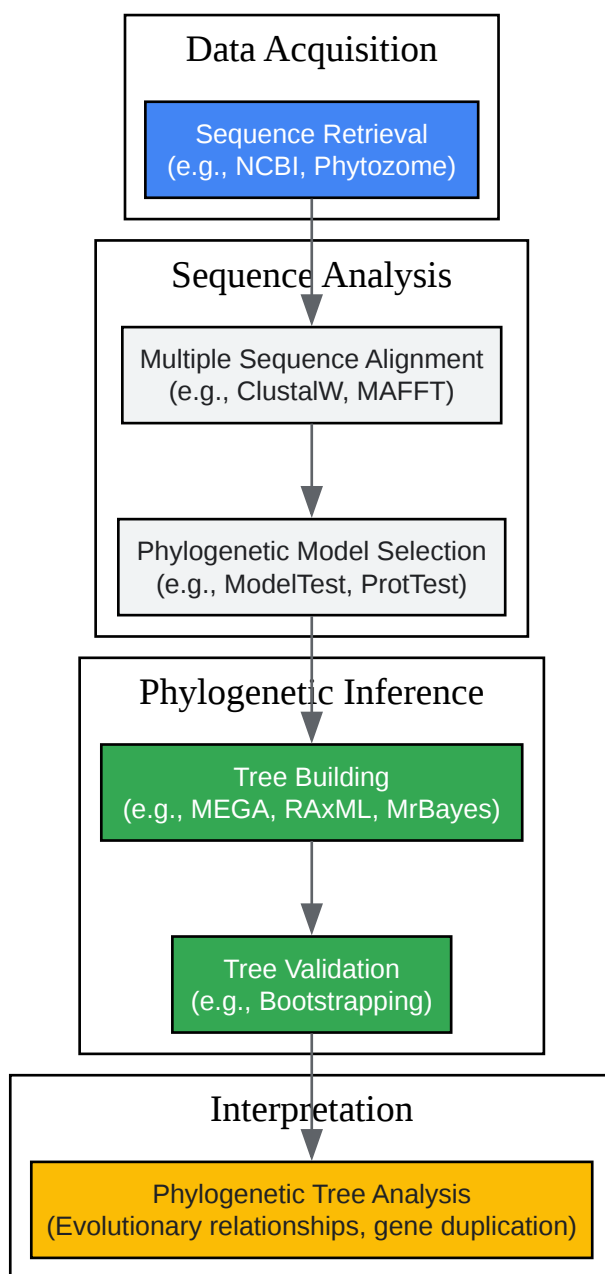 Data Acquisition
Sequence Retrieval
(e.g., NCBI, Phytozome)
Sequence Analysis
Multiple Sequence Alignment
(e.g., ClustalW, MAFFT)
Phylogenetic Model Selection
(e.g., ModelTest, ProtTest)
Phylogenetic Inference
Tree Building
(e.g., MEGA, RAxML, MrBayes)
Tree Validation
(e.g., Bootstrapping)
Interpretation
Phylogenetic Tree Analysis
(Evolutionary relationships, gene duplication)